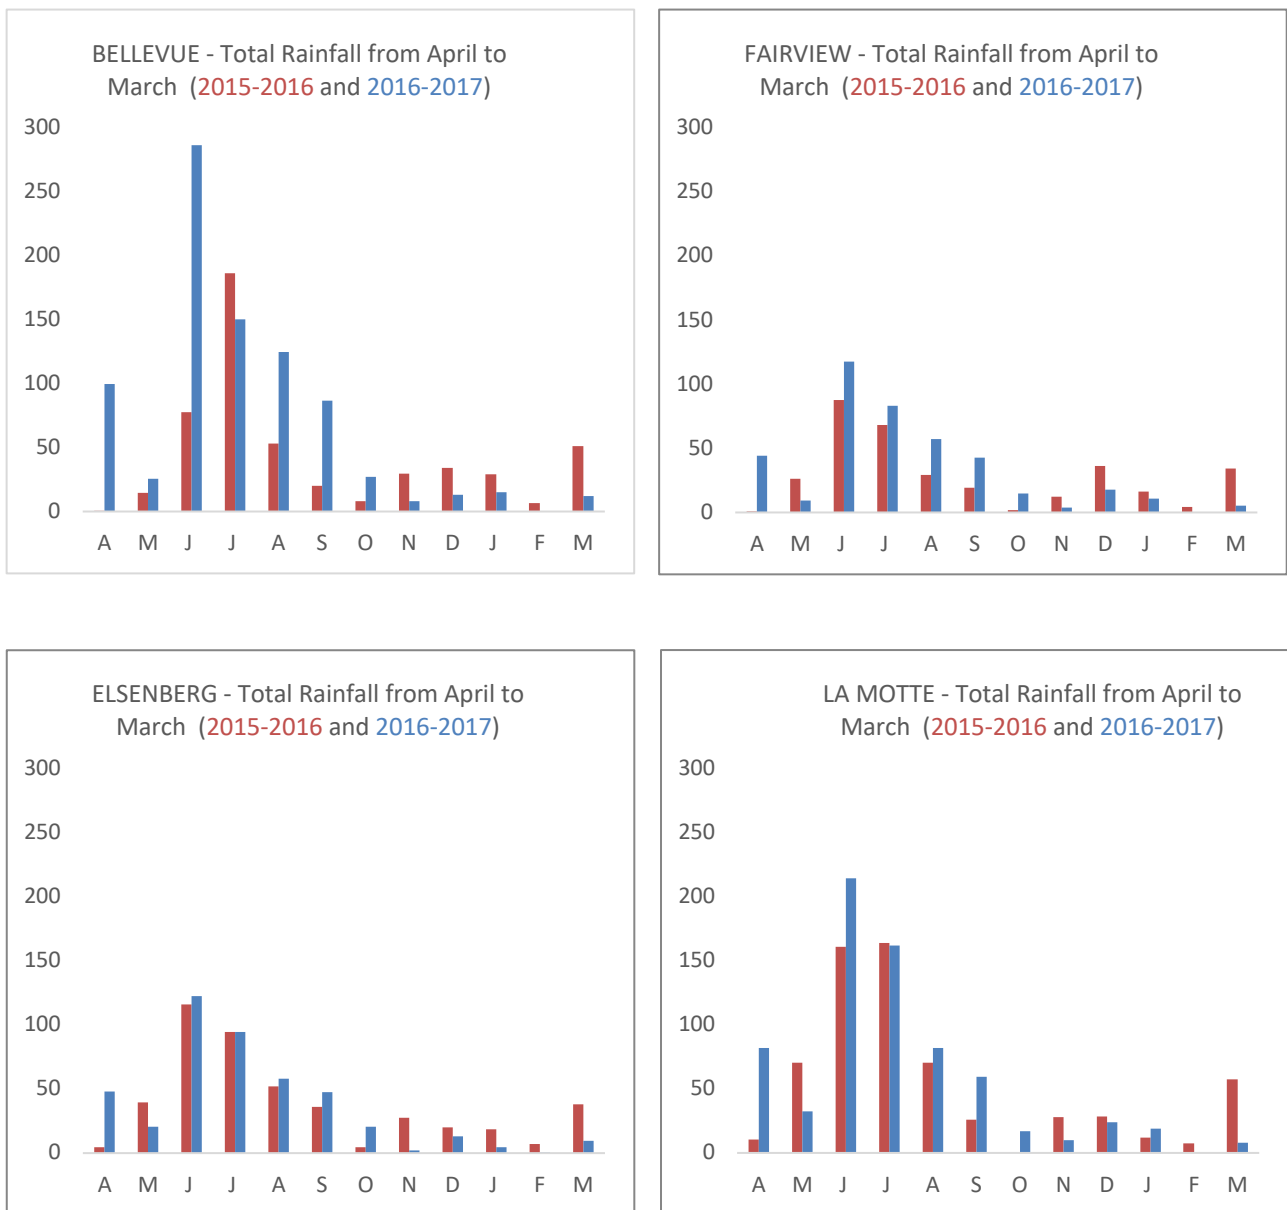 BELLEVUE - Total Rainfall from April to
March (2015-2016 and 2016-2017)
300
250
200
150
100
50
0
A M J J A S O N D J F M
FAIRVIEW - Total Rainfall from April to
March (2015-2016 and 2016-2017)
300
250
200
150
100
50
0
A M J J A S O N D J F M
ELSENBERG - Total Rainfall from April to
March (2015-2016 and 2016-2017)
300
250
200
150
100
50
0
A M J J A S O N D J F M
LA MOTTE - Total Rainfall from April to
March (2015-2016 and 2016-2017)
300
250
200
150
100
50
0
A M J J A S O N D J F M